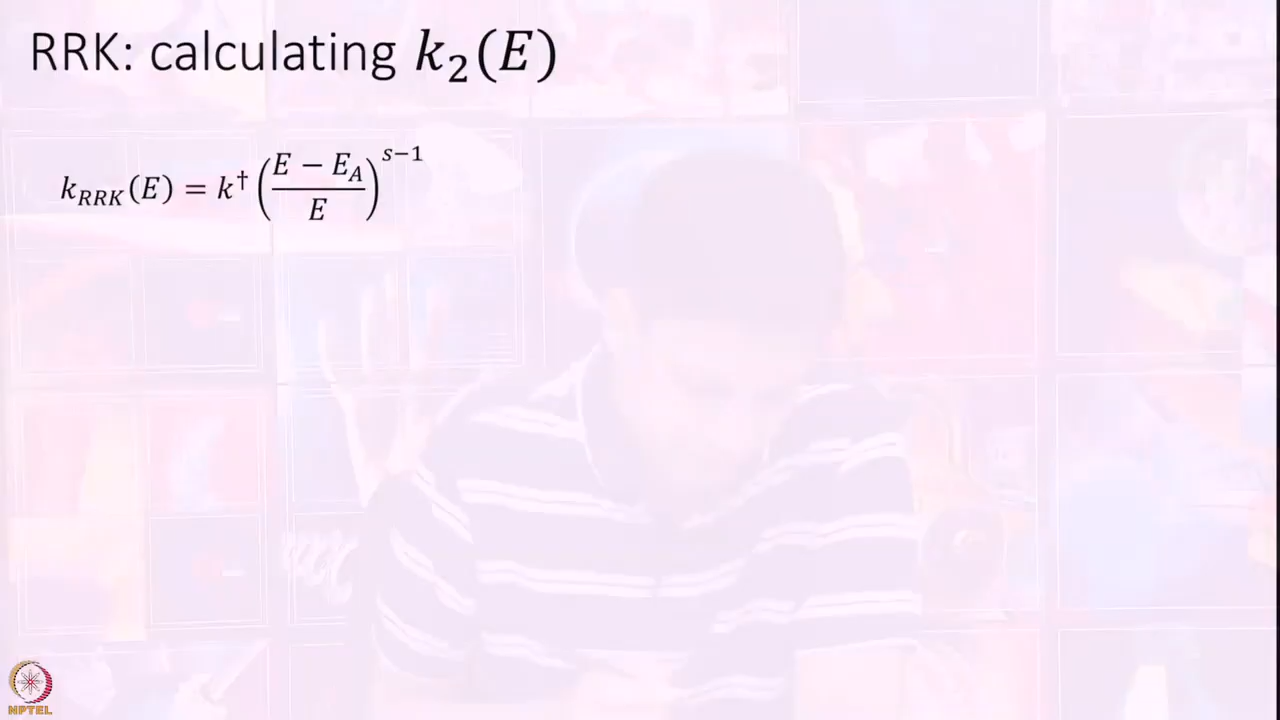 RRK: calculating k₂(E)
k_RRK(E) = k† ((E − E_A)/E)^(s−1)
NPTEL